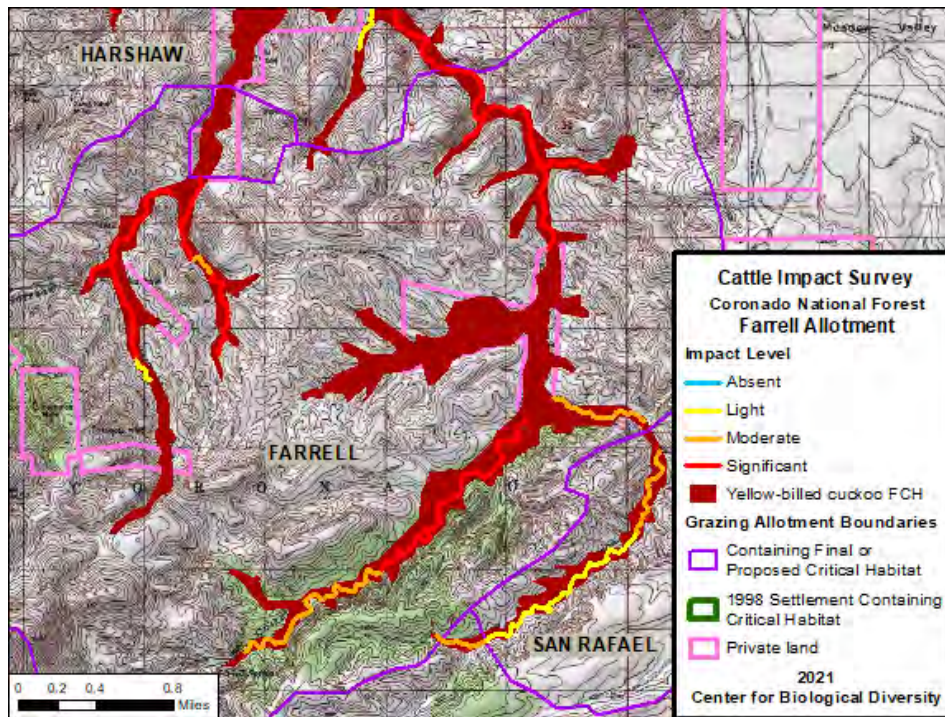 HARSHAW
Meadow Valley
FARRELL
C O R O N A
SAN RAFAEL
Cattle Impact Survey
Coronado National Forest
Farrell Allotment
Impact Level
Absent
Light
Moderate
Significant
Yellow-billed cuckoo FCH
Grazing Allotment Boundaries
Containing Final or
Proposed Critical Habitat
1998 Settlement Containing
Critical Habitat
Private land
2021
Center for Biological Diversity
0 0.2 0.4 0.8
Miles